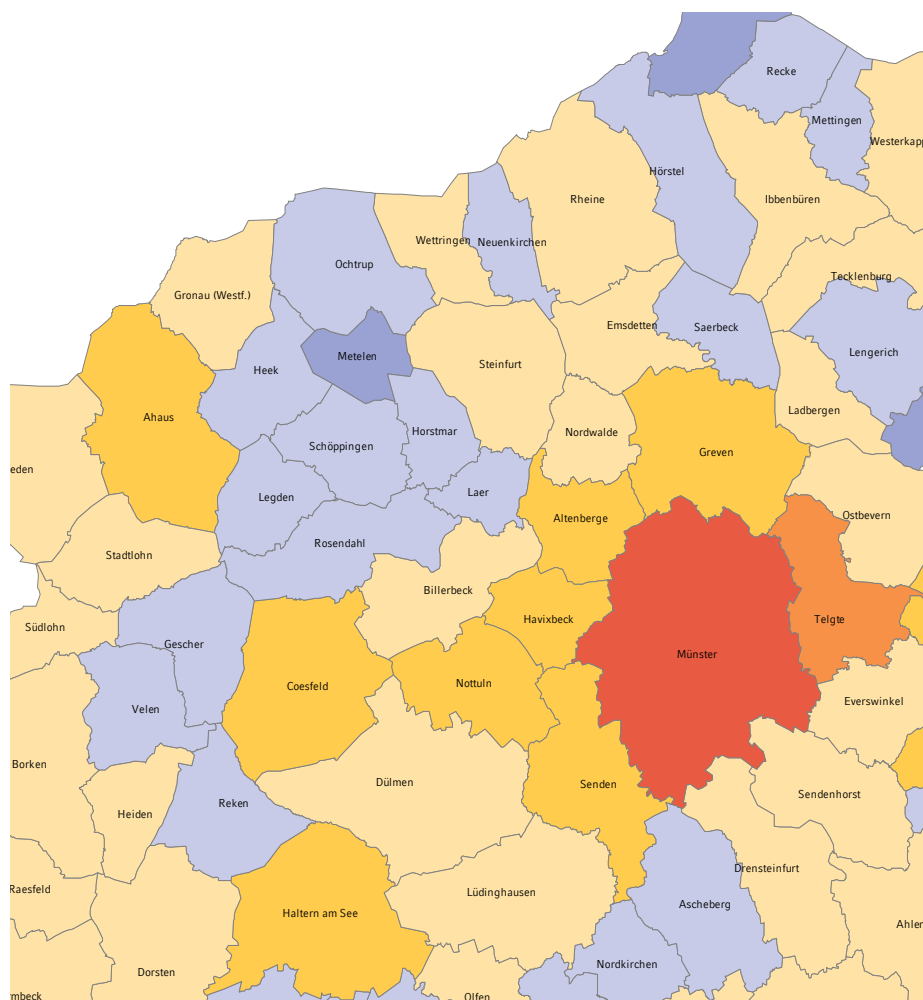 Recke
Mettingen
Westerkapp
Hörstel
Rheine
Ibbenbüren
Wettringen
Neuenkirchen
Ochtrup
Tecklenburg
Gronau (Westf.)
Emsdetten
Saerbeck
Lengerich
Metelen
Steinfurt
Heek
Ladbergen
Ahaus
Horstmar
Nordwalde
Schöppingen
Greven
eden
Laer
Legden
Altenberge
Ostbevern
Rosendahl
Stadtlohn
Billerbeck
Havixbeck
Telgte
Südlohn
Gescher
Münster
Coesfeld
Nottuln
Everswinkel
Velen
Borken
Dülmen
Senden
Sendenhorst
Reken
Heiden
Drensteinfurt
Raesfeld
Lüdinghausen
Ascheberg
Haltern am See
Ahlen
Nordkirchen
Dorsten
mbeck
Olfen